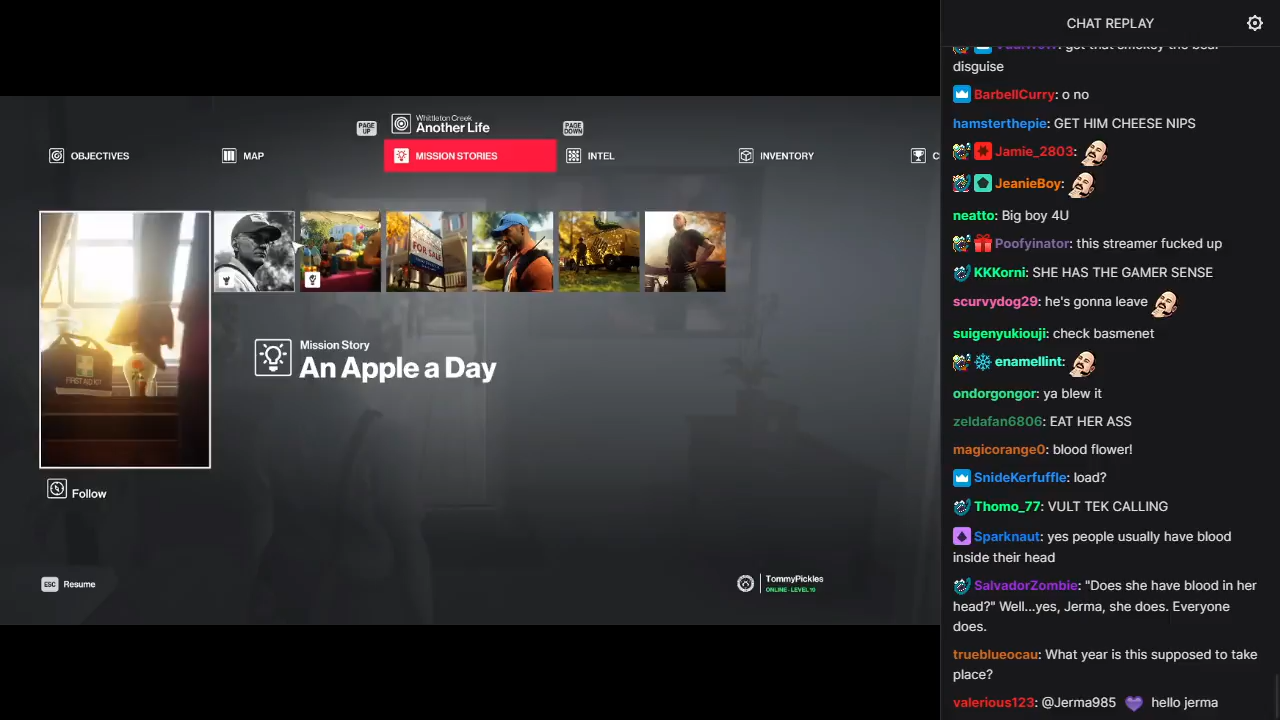 CHAT REPLAY
disguise
BarbellCurry: o no
hamsterthepie: GET HIM CHEESE NIPS
Jamie_2803:
JeanieBoy:
neatto: Big boy 4U
Poofyinator: this streamer fucked up
KKKorni: SHE HAS THE GAMER SENSE
scurvydog29: he's gonna leave
suigenyukiouji: check basmenet
enamellint:
ondorgongor: ya blew it
zeldafan6806: EAT HER ASS
magicorange0: blood flower!
SnideKerfuffle: load?
Thomo_77: VULT TEK CALLING
Sparknaut: yes people usually have blood
inside their head
SalvadorZombie: "Does she have blood in her
head?" Well...yes, Jerma, she does. Everyone
does.
trueblueocau: What year is this supposed to take
place?
valerious123: @Jerma985 hello jerma
PAGE UP
Whittleton Creek
Another Life
PAGE DOWN
OBJECTIVES
MAP
MISSION STORIES
INTEL
INVENTORY
C
FOR SALE
FIRST AID KIT
Mission Story
An Apple a Day
Follow
ESC Resume
TommyPickles
ONLINE - LEVEL 19